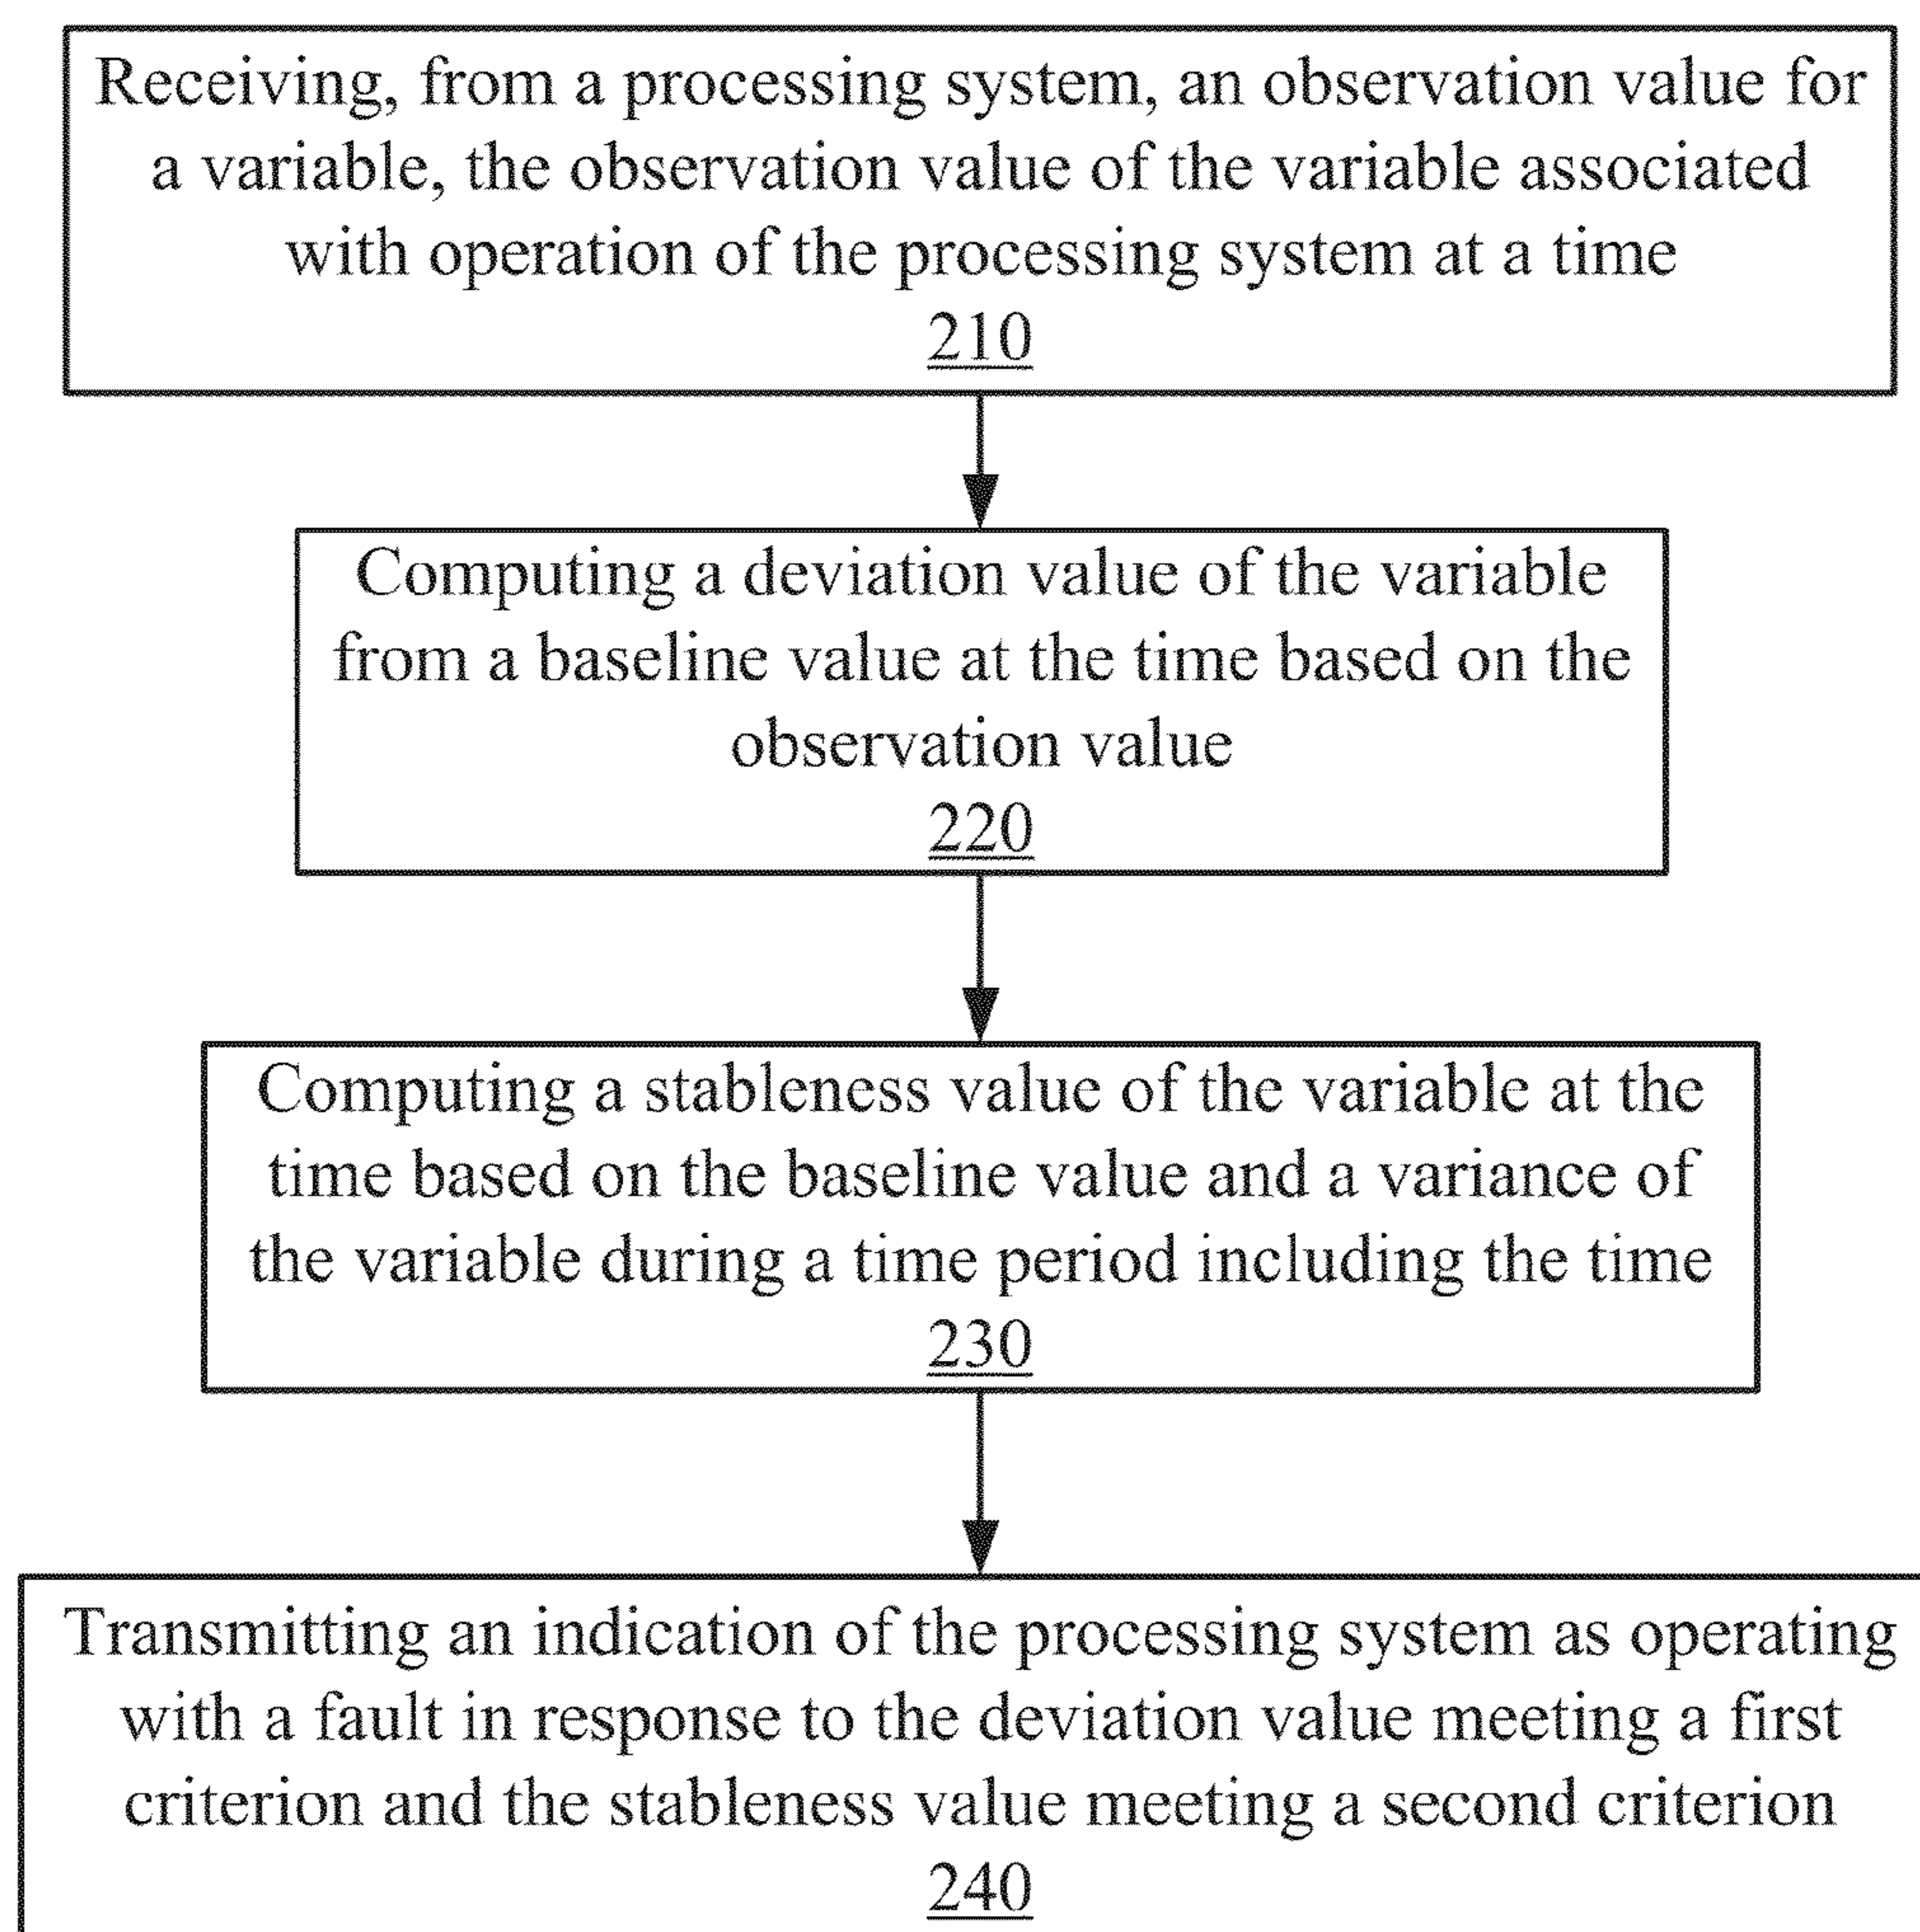 Receiving, from a processing system, an observation value for
a variable, the observation value of the variable associated
with operation of the processing system at a time
210
Computing a deviation value of the variable
from a baseline value at the time based on the
observation value
220
Computing a stableness value of the variable at the
time based on the baseline value and a variance of
the variable during a time period including the time
230
Transmitting an indication of the processing system as operating
with a fault in response to the deviation value meeting a first
criterion and the stableness value meeting a second criterion
240